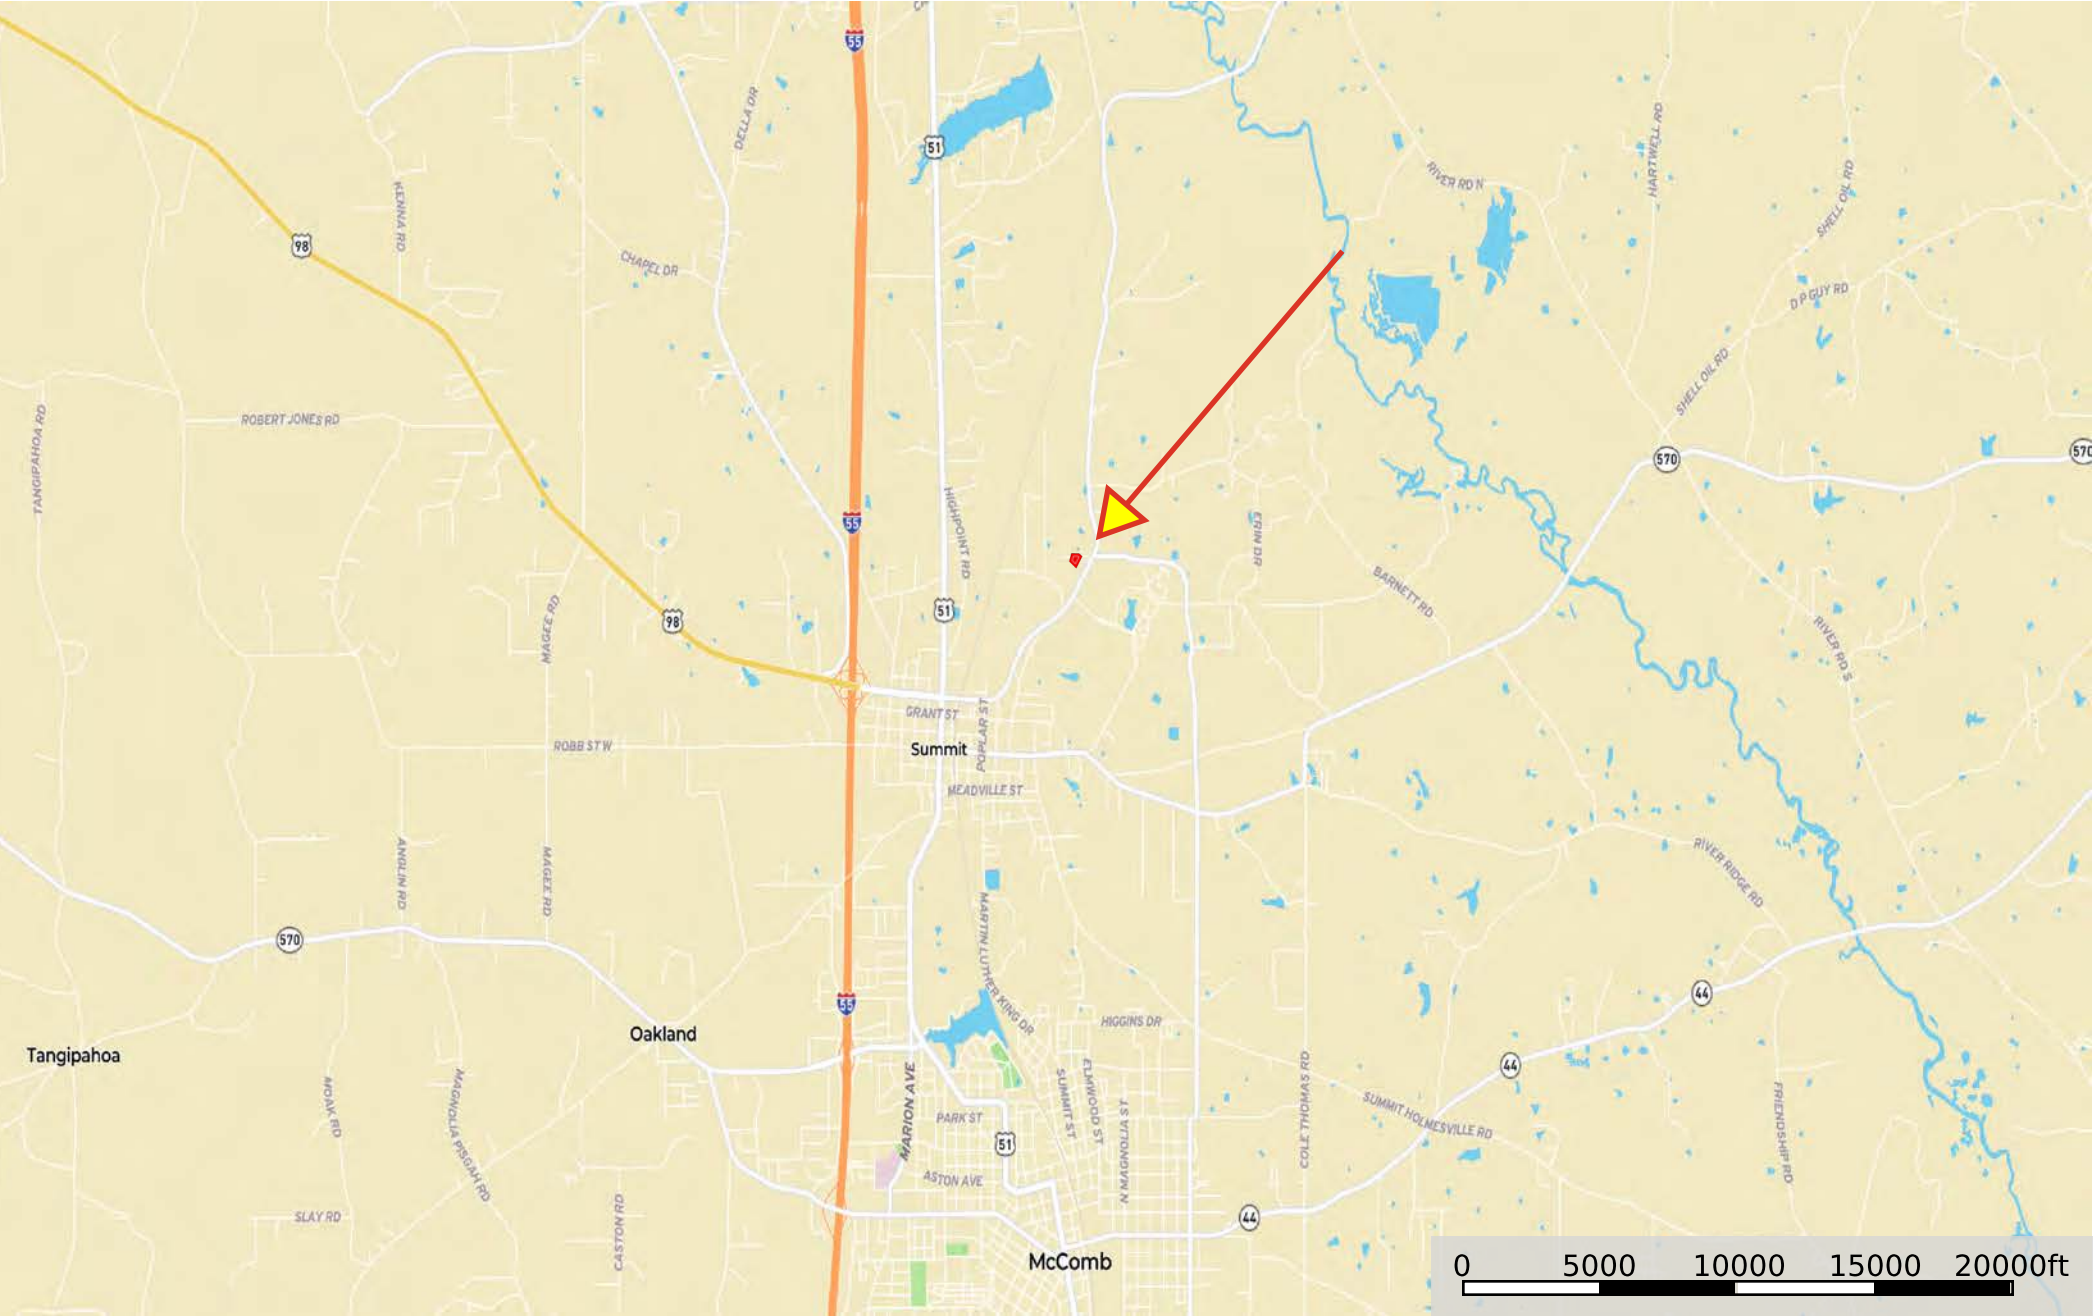 55
DELLA DR
51
HARTWELL RD
RIVER RD N
SHELL OIL RD
KENNA RD
98
CHAPEL DR
D P GUY RD
SHELL OIL RD
TANGIPAHOA RD
ROBERT JONES RD
570
570
HIGHPOINT RD
55
ERIN DR
BARNETT RD
MAGEE RD
98
51
RIVER RD S
GRANT ST
POPLAR ST
ROBB ST W
Summit
MEADVILLE ST
ANGLIN RD
MAGEE RD
RIVER RIDGE RD
MARTIN LUTHER KING DR
570
44
55
HIGGINS DR
Oakland
Tangipahoa
44
MOAK RD
MAGNOLIA PISGAH RD
MARION AVE
PARK ST
SUMMIT ST
ELMWOOD ST
N MAGNOLIA ST
COLE THOMAS RD
SUMMIT HOLMESVILLE RD
FRIENDSHIP RD
51
ASTON AVE
SLAY RD
CASTON RD
44
McComb
0 5000 10000 15000 20000ft